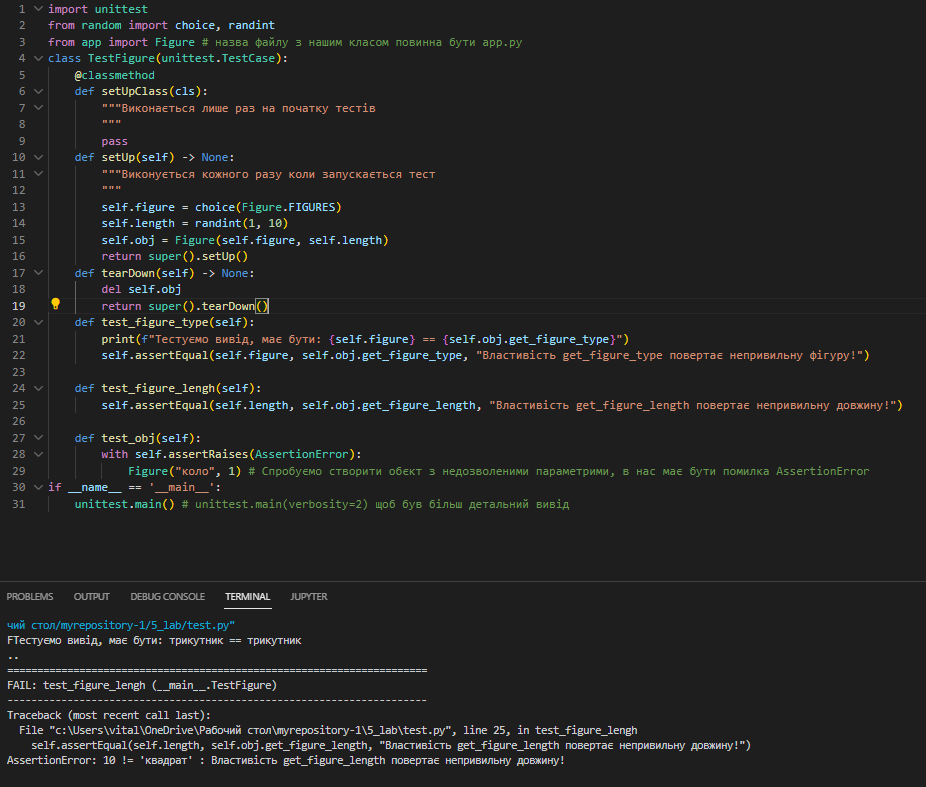 1 import unittest
2 from random import choice, randint
3 from app import Figure # назва файлу з нашим класом повинна бути app.py
4 class TestFigure(unittest.TestCase):
5 @classmethod
6 def setUpClass(cls):
7 """Виконається лише раз на початку тестів
8 """
9 pass
10 def setUp(self) -> None:
11 """Виконується кожного разу коли запускається тест
12 """
13 self.figure = choice(Figure.FIGURES)
14 self.length = randint(1, 10)
15 self.obj = Figure(self.figure, self.length)
16 return super().setUp()
17 def tearDown(self) -> None:
18 del self.obj
19 return super().tearDown()
20 def test_figure_type(self):
21 print(f"Тестуємо вивід, має бути: {self.figure} == {self.obj.get_figure_type}")
22 self.assertEqual(self.figure, self.obj.get_figure_type, "Властивість get_figure_type повертає непривильну фігуру!")
23
24 def test_figure_lengh(self):
25 self.assertEqual(self.length, self.obj.get_figure_length, "Властивість get_figure_length повертає непривильну довжину!")
26
27 def test_obj(self):
28 with self.assertRaises(AssertionError):
29 Figure("коло", 1) # Спробуємо створити обєкт з недозволеними параметрими, в нас має бути помилка AssertionError
30 if __name__ == '__main__':
31 unittest.main() # unittest.main(verbosity=2) щоб був більш детальний вивід
PROBLEMS OUTPUT DEBUG CONSOLE TERMINAL JUPYTER
чий стол/myrepository-1/5_lab/test.py"
FТестуємо вивід, має бути: трикутник == трикутник
..
======================================================================
FAIL: test_figure_lengh (__main__.TestFigure)
----------------------------------------------------------------------
Traceback (most recent call last):
File "c:\Users\vital\OneDrive\Рабочий стол\myrepository-1\5_lab\test.py", line 25, in test_figure_lengh
self.assertEqual(self.length, self.obj.get_figure_length, "Властивість get_figure_length повертає непривильну довжину!")
AssertionError: 10 != 'квадрат' : Властивість get_figure_length повертає непривильну довжину!